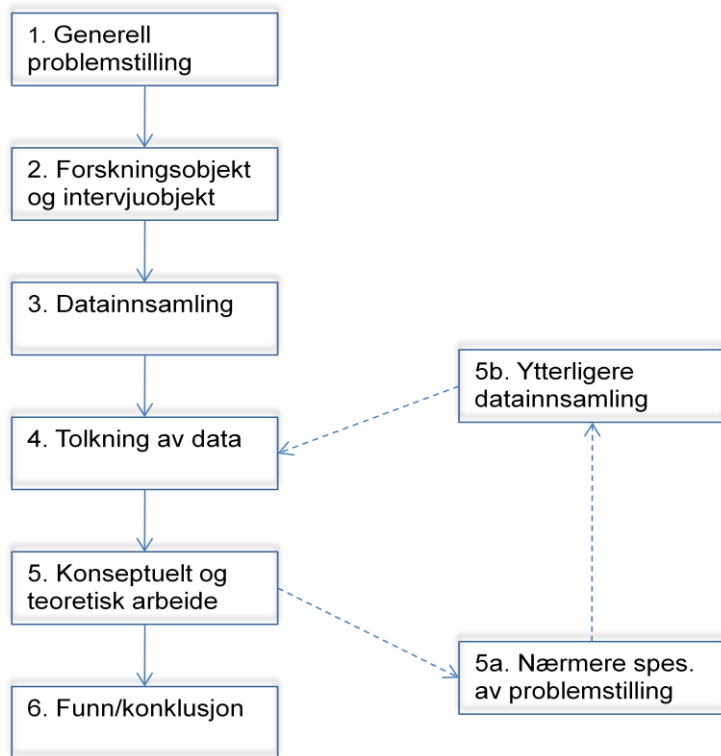 1. Generell
problemstilling
2. Forskningsobjekt
og intervjuobjekt
3. Datainnsamling
4. Tolkning av data
5. Konseptuelt og
teoretisk arbeide
6. Funn/konklusjon
5b. Ytterligere
datainnsamling
5a. Nærmere spes.
av problemstilling